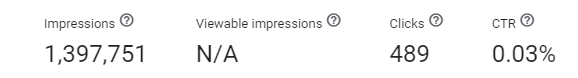 Impressions Viewable impressions Clicks CTR
1,397,751 N/A 489 0.03%